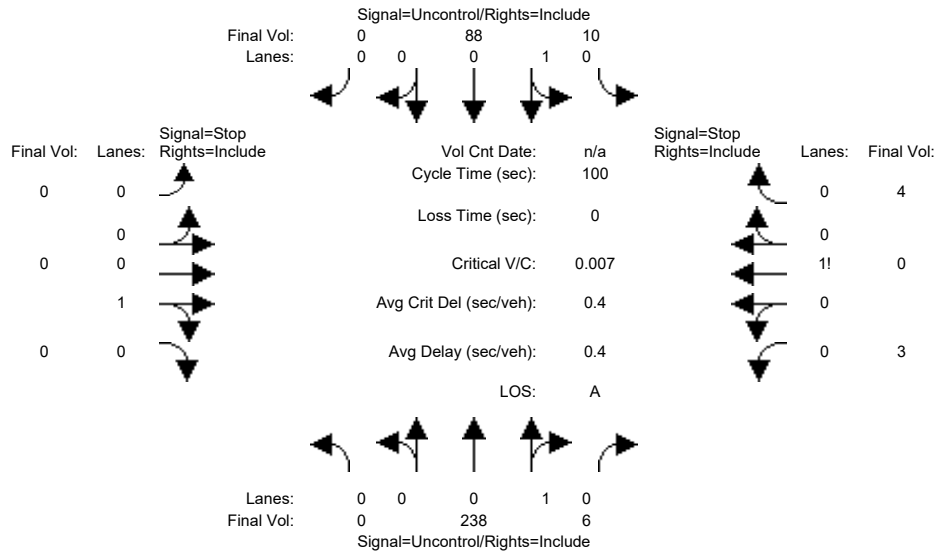 Signal=Uncontrol/Rights=Include
Final Vol: 0 88 10
Lanes: 0 0 0 1 0
Signal=Stop Signal=Stop
Final Vol: Lanes: Rights=Include Vol Cnt Date: n/a Rights=Include Lanes: Final Vol:
Cycle Time (sec): 100
0 0 0 4
Loss Time (sec): 0
0 0
0 0 Critical V/C: 0.007 1! 0
1 Avg Crit Del (sec/veh): 0.4 0
0 0 Avg Delay (sec/veh): 0.4 0 3
LOS: A
Lanes: 0 0 0 1 0
Final Vol: 0 238 6
Signal=Uncontrol/Rights=Include